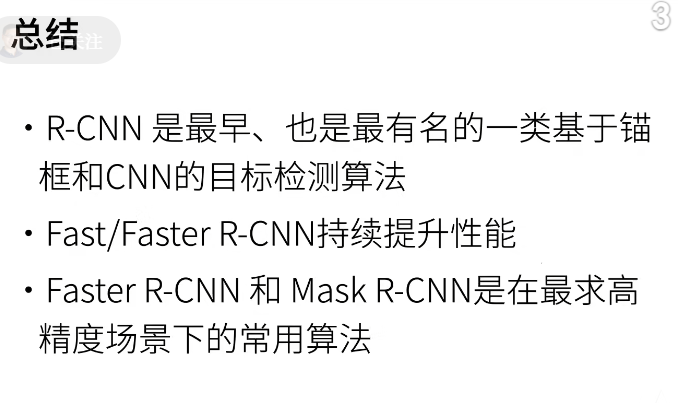 总结
• R-CNN 是最早、也是最有名的一类基于锚
框和CNN的目标检测算法
• Fast/Faster R-CNN持续提升性能
• Faster R-CNN 和 Mask R-CNN是在最求高
精度场景下的常用算法